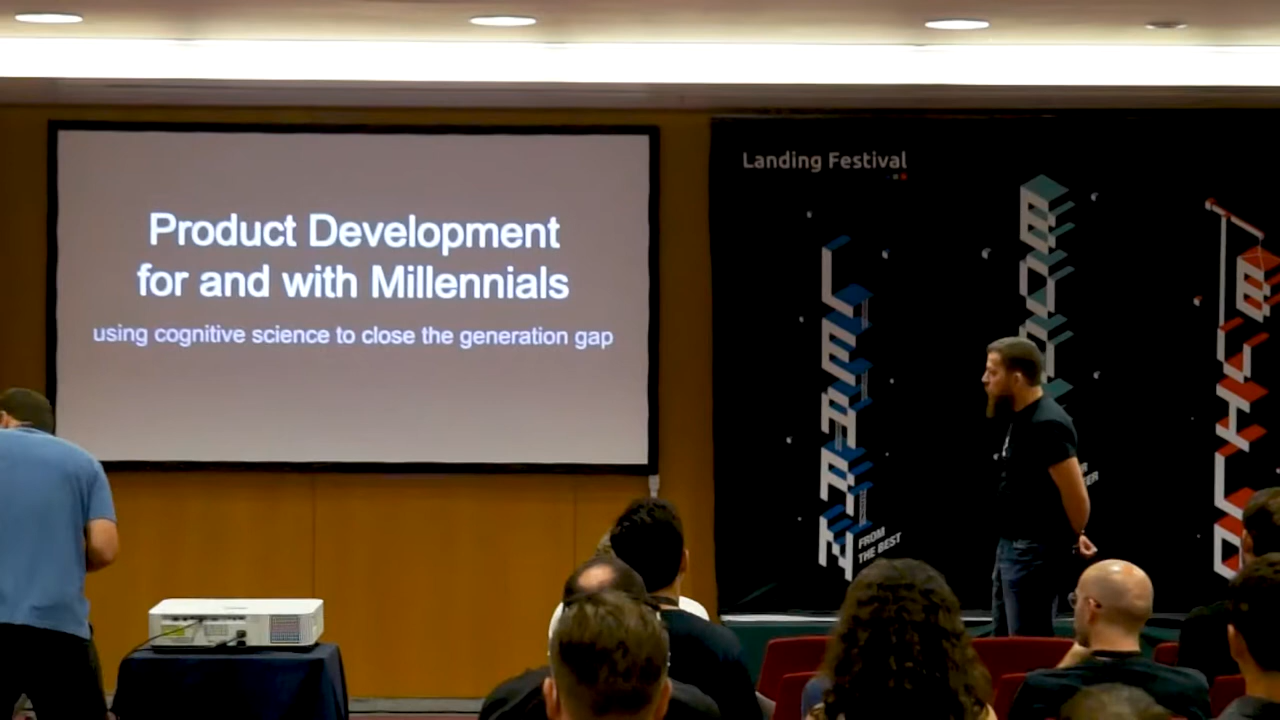 Product Development
for and with Millennials
using cognitive science to close the generation gap
Landing Festival
LEARN
FROM
THE BEST